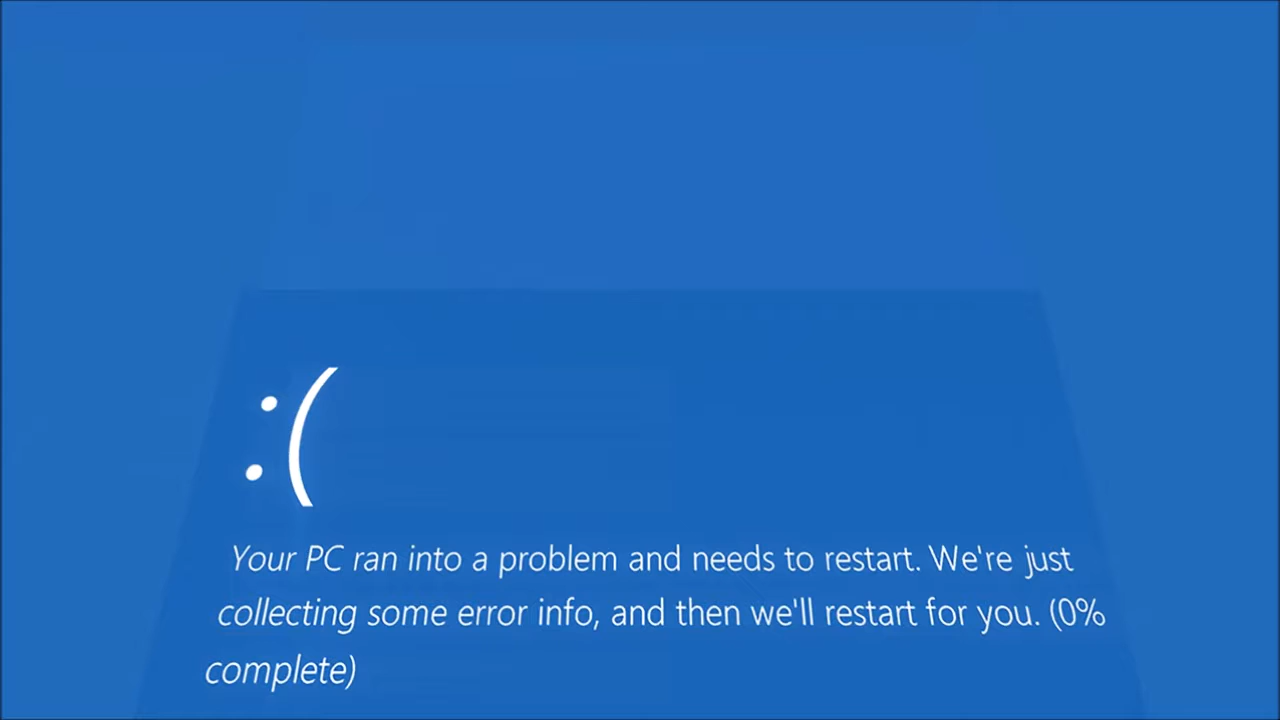 :(
Your PC ran into a problem and needs to restart. We're just
collecting some error info, and then we'll restart for you. (0%
complete)